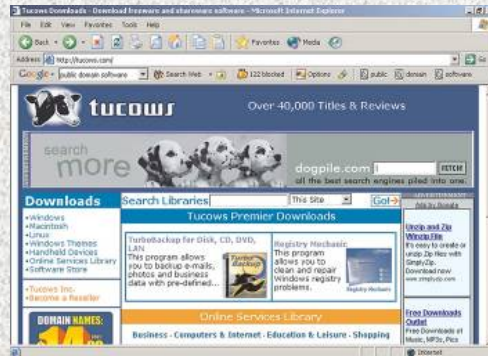 Tucows Downloads - Download freeware and shareware software - Microsoft Internet Explorer
File Edit View Favorites Tools Help
Back Favorites Media
Address http://tucows.com/ Go
Google public domain software Search Web 122 blocked Options public domain software
tucows Over 40,000 Titles & Reviews
search more
dogpile.com FETCH
all the best search engines piled into one.
Downloads
Search Libraries This Site Go!
ADVERTISEMENT
Windows
Macintosh
Linux
Windows Themes
Handheld Devices
Online Services Library
Software Store
Tucows Inc.
Become a Reseller
DOMAIN NAMES:
Tucows Premier Downloads
TurboBackup for Disk, CD, DVD, LAN
This program allows you to backup e-mails, photos and business data with pre-defined...
Turbo Backup
Registry Mechanic
This program allows you to clean and repair Windows registry problems.
Registry Mechanic
Online Services Library
Business - Computers & Internet - Education & Leisure - Shopping
Ads by Google
Unzip and Zip
Winzip File
It's easy to create or unzip Zip files with SimplyZip.
Download now
www.simplyzip.com
Free Downloads
Outlet
Free Downloads of Music, MP3s, Pics
Internet